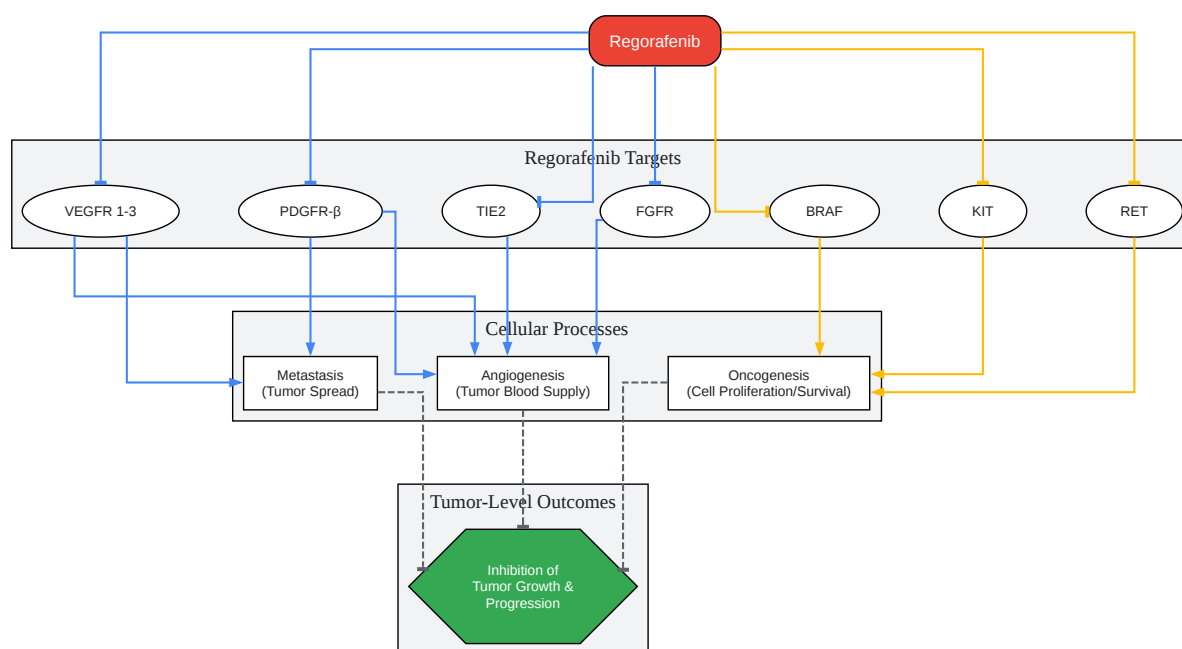 Regorafenib
Regorafenib Targets
VEGFR 1-3
PDGFR-β
TIE2
FGFR
BRAF
KIT
RET
Cellular Processes
Metastasis
(Tumor Spread)
Angiogenesis
(Tumor Blood Supply)
Oncogenesis
(Cell Proliferation/Survival)
Tumor-Level Outcomes
Inhibition of
Tumor Growth &
Progression